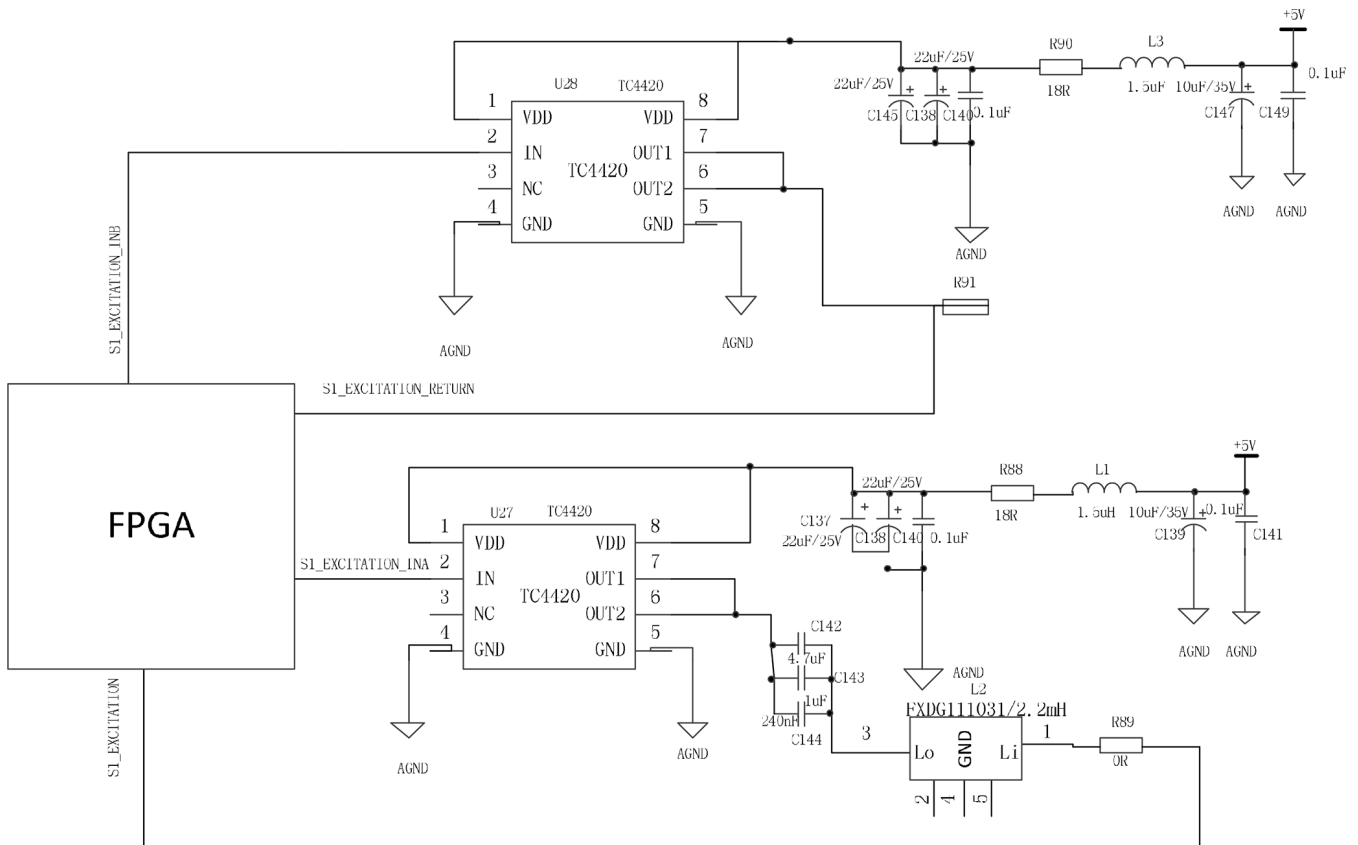 +5V
R90
L3
22uF/25V
22uF/25V
18R
1.5uF
10uF/35V
0.1uF
C145
C138
C140
0.1uF
C147
C149
U28
TC4420
1
VDD
VDD
8
2
IN
OUT1
7
TC4420
3
NC
OUT2
6
4
GND
GND
5
AGND
AGND
AGND
AGND
AGND
R91
S1_EXCITATION_INB
S1_EXCITATION_RETURN
FPGA
S1_EXCITATION_INA
S1_EXCITATION
+5V
R88
L1
22uF/25V
18R
1.5uH
10uF/35V
0.1uF
C137
22uF/25V
C138
C140
0.1uF
C139
C141
U27
TC4420
1
VDD
VDD
8
2
IN
OUT1
7
TC4420
3
NC
OUT2
6
4
GND
GND
5
AGND
AGND
AGND
AGND
AGND
C142
4.7uF
C143
1uF
240nF
C144
L2
FXDG111031/2.2mH
3
Lo
GND
Li
1
2
4
5
R89
0R